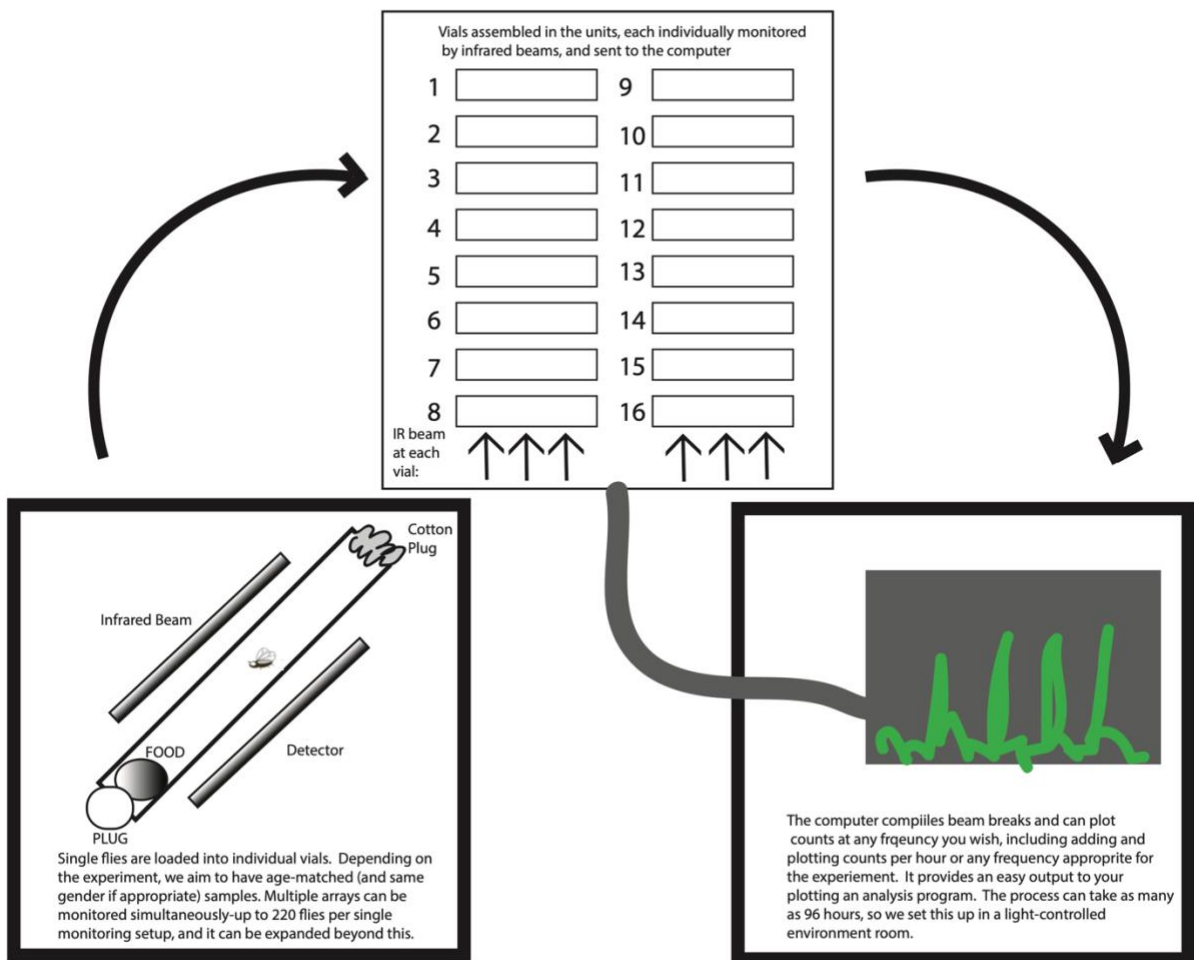 Vials assembled in the units, each individually monitored
by infrared beams, and sent to the computer
1
9
2
10
3
11
4
12
5
13
6
14
7
15
8
16
IR beam
at each
vial:
Cotton
Plug
Infrared Beam
Detector
FOOD
PLUG
Single flies are loaded into individual vials. Depending on
the experiment, we aim to have age-matched (and same
gender if appropriate) samples. Multiple arrays can be
monitored simultaneously-up to 220 flies per single
monitoring setup, and it can be expanded beyond this.
The computer compiiles beam breaks and can plot
counts at any frqeuncy you wish, including adding and
plotting counts per hour or any frequency approprite for
the experiement. It provides an easy output to your
plotting an analysis program. The process can take as many
as 96 hours, so we set this up in a light-controlled
environment room.